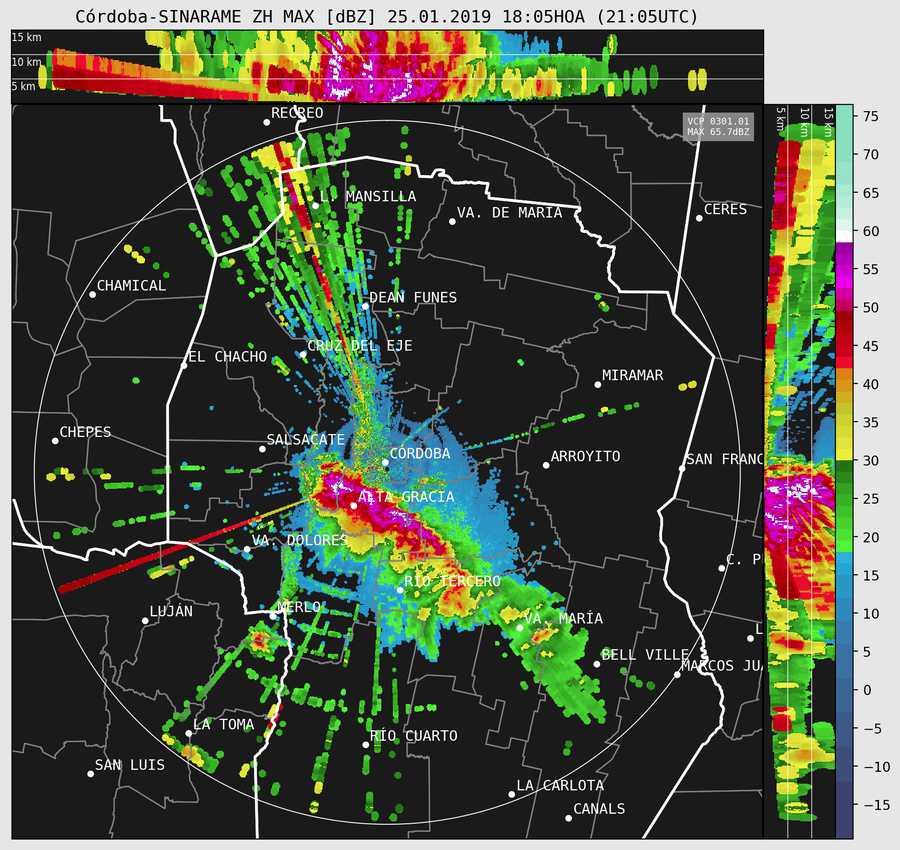 Córdoba-SINARAME ZH MAX [dBZ] 25.01.2019 18:05HOA (21:05UTC)
15 km
10 km
5 km
5 km
10 km
15 km
RECREO
VCP 0301.01
MAX 65.7dBZ
L. MANSILLA
VA. DE MARIA
CERES
CHAMICAL
DEAN FUNES
CRUZ DEL EJE
EL CHACHO
MIRAMAR
CHEPES
SALSACATE
CÓRDOBA
ARROYITO
SAN FRANC
ALTA GRACIA
VA. DOLORES
C. P
RÍO TERCERO
LUJÁN
MERLO
VA. MARÍA
L
BELL VILLE
MARCOS JU
LA TOMA
RÍO CUARTO
SAN LUIS
LA CARLOTA
CANALS
75
70
65
60
55
50
45
40
35
30
25
20
15
10
5
0
−5
−10
−15